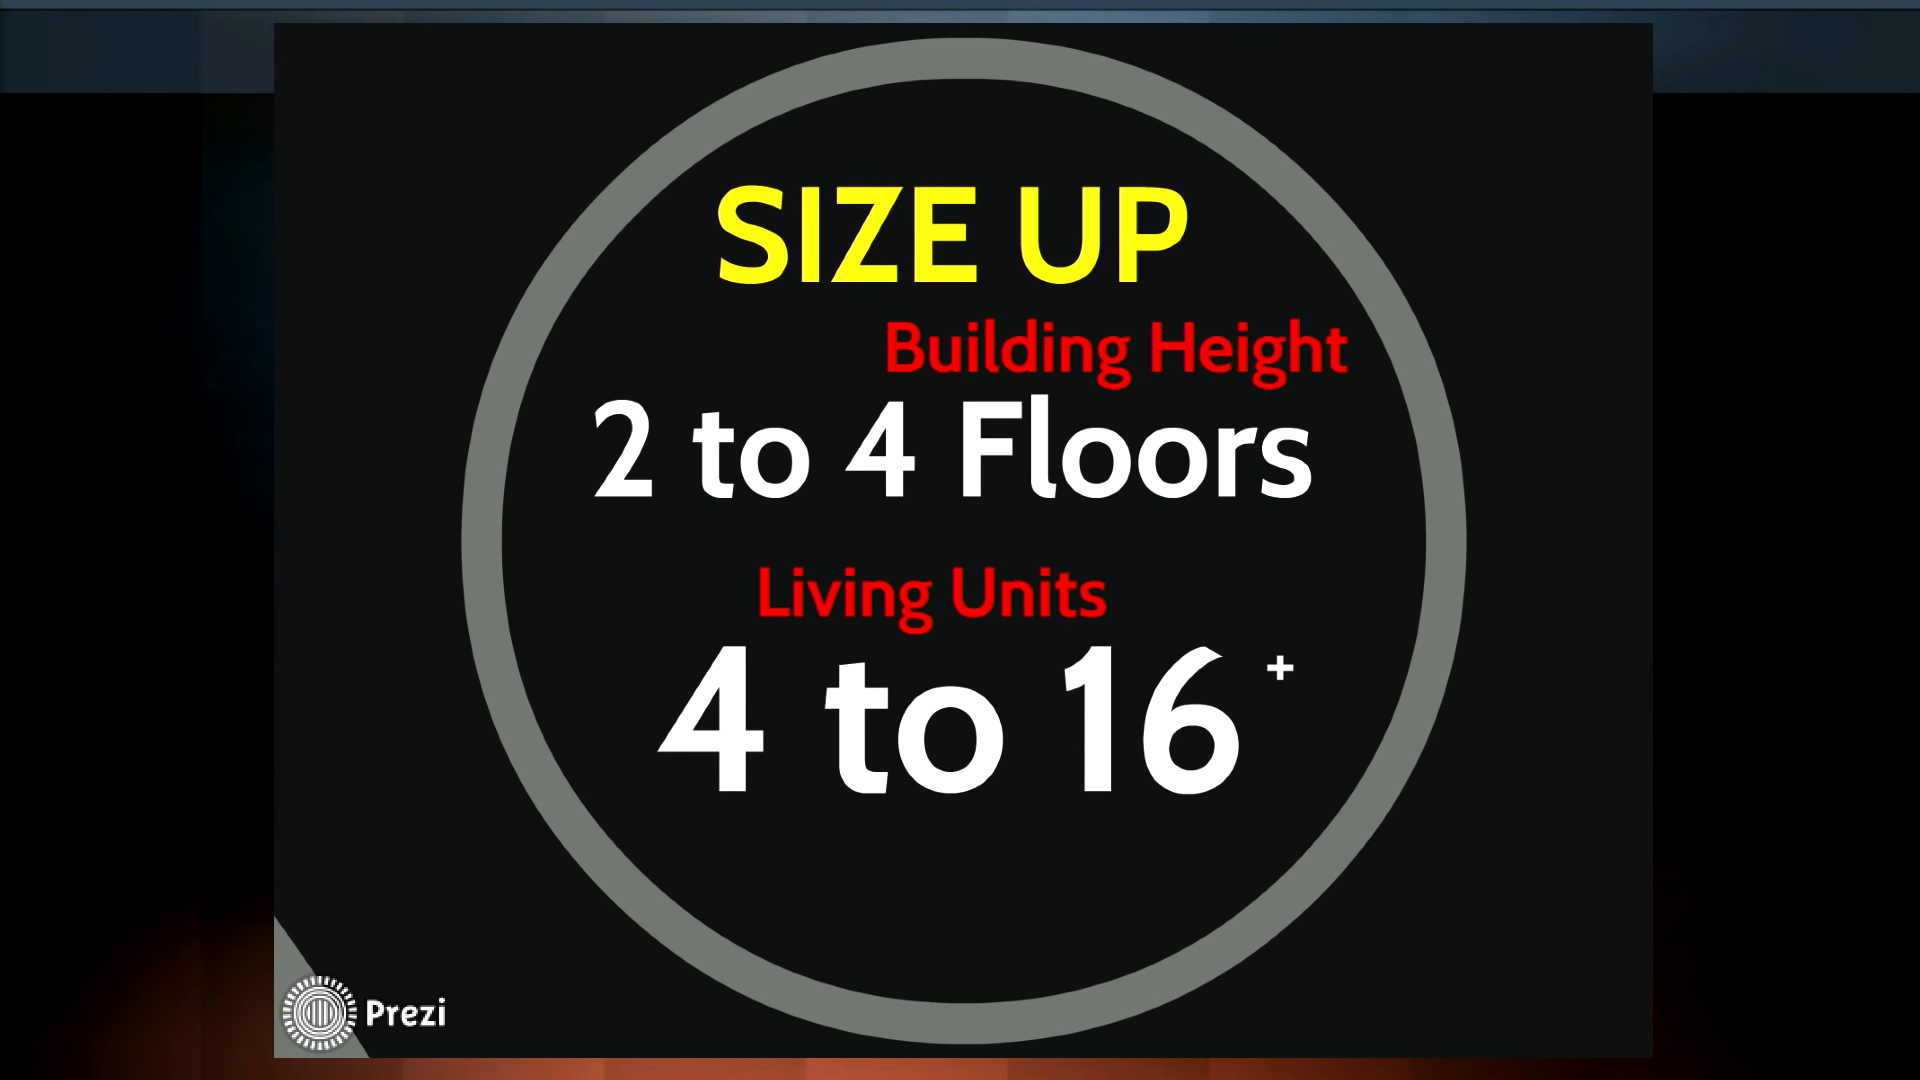 SIZE UP
Building Height
2 to 4 Floors
Living Units
4 to 16 +
Prezi